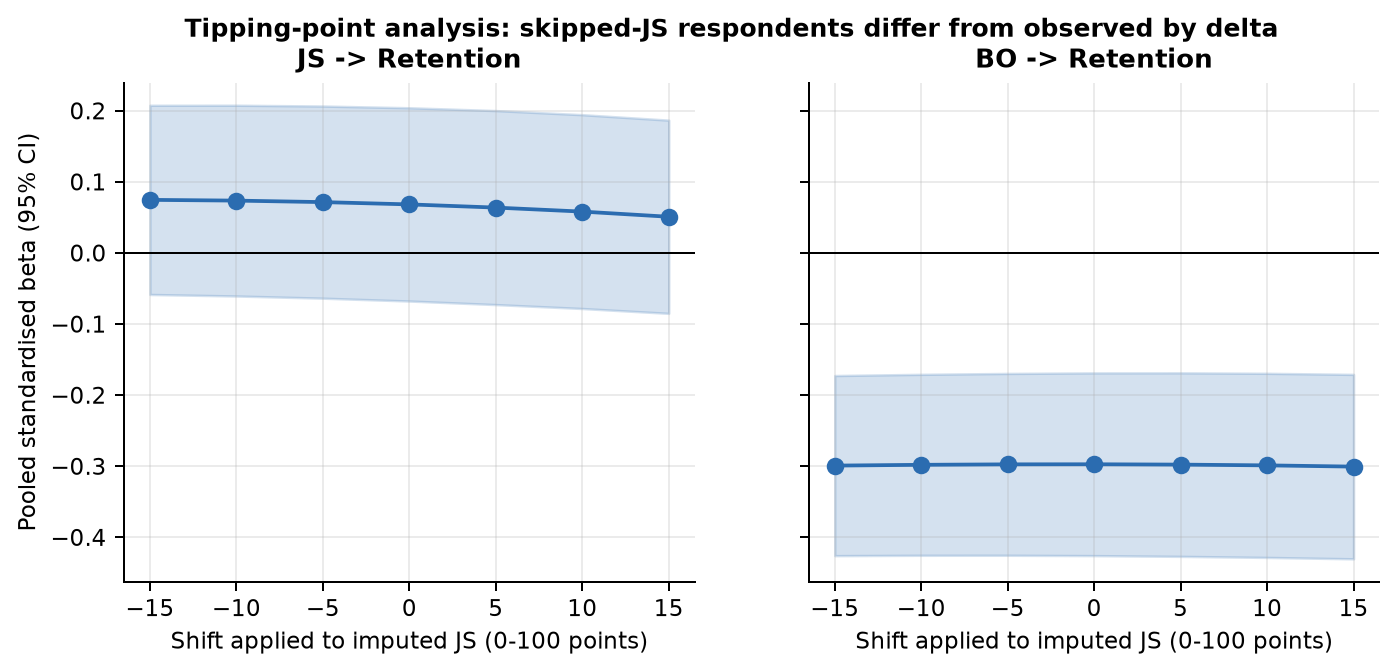 Tipping-point analysis: skipped-JS respondents differ from observed by delta
JS -> Retention
BO -> Retention
Pooled standardised beta (95% CI)
0.2
0.1
0.0
−0.1
−0.2
−0.3
−0.4
−15 −10 −5 0 5 10 15
−15 −10 −5 0 5 10 15
Shift applied to imputed JS (0-100 points)
Shift applied to imputed JS (0-100 points)